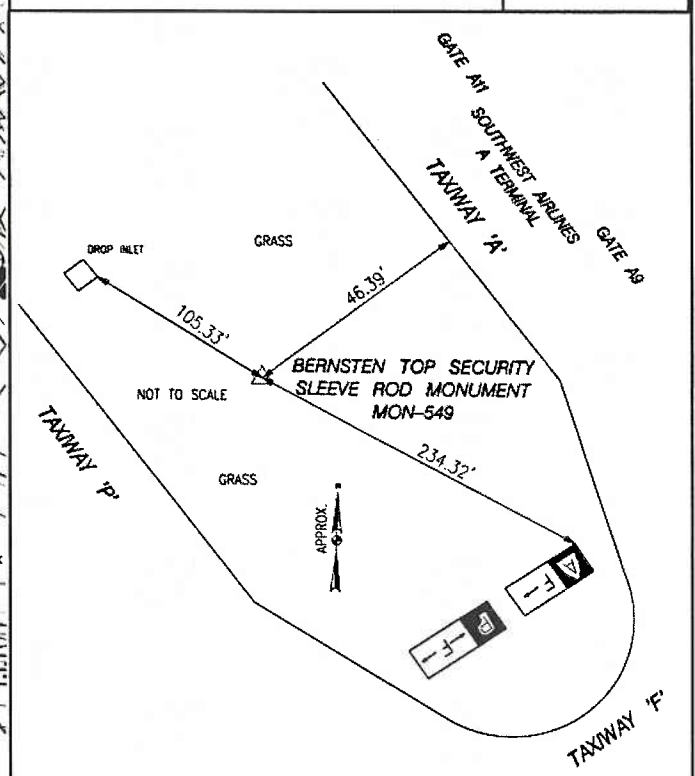 GATE A11
SOUTHWEST AIRLINES
A TERMINAL
GATE A9
TAXIWAY 'A'
GRASS
DROP INLET
46.39'
105.33'
BERNSTEN TOP SECURITY
SLEEVE ROD MONUMENT
MON-549
NOT TO SCALE
TAXIWAY 'P'
234.32'
GRASS
APPROX.
A
F
P
F
TAXIWAY 'F'